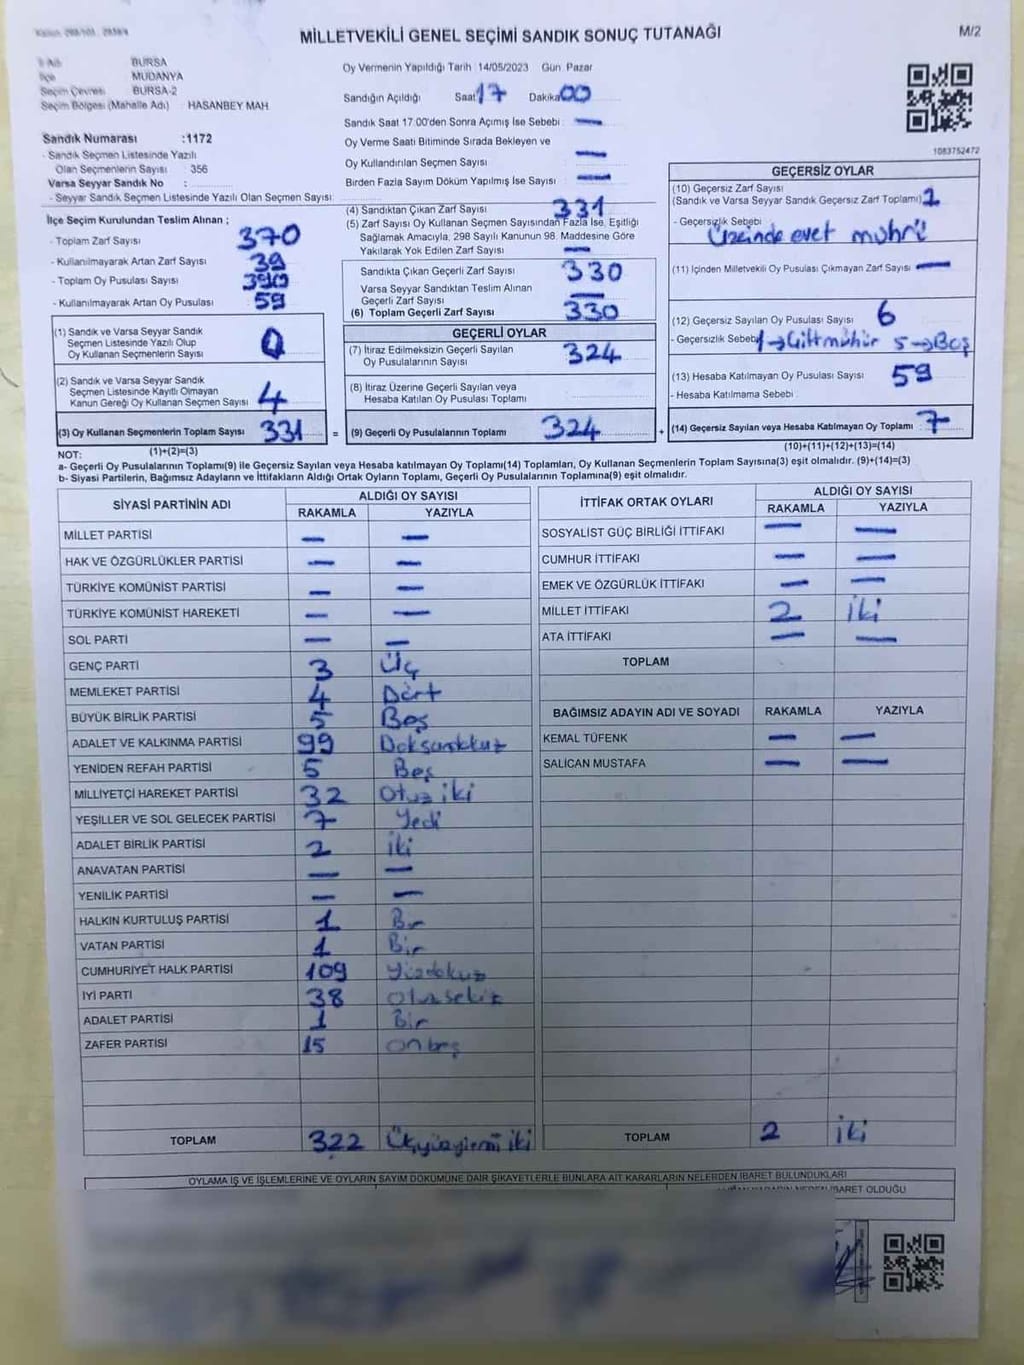 MİLLETVEKİLİ GENEL SEÇİMİ SANDIK SONUÇ TUTANAĞI
M/2
İl Adı BURSA
İlçe MUDANYA
Seçim Çevresi BURSA-2
Seçim Bölgesi (Mahalle Adı) HASANBEY MAH
Sandık Numarası :1172
- Sandık Seçmen Listesinde Yazılı
Olan Seçmenlerin Sayısı : 356
Varsa Seyyar Sandık No :
- Seyyar Sandık Seçmen Listesinde Yazılı Olan Seçmen Sayısı:
İlçe Seçim Kurulundan Teslim Alınan ;
- Toplam Zarf Sayısı 370
- Kullanılmayarak Artan Zarf Sayısı 39
- Toplam Oy Pusulası Sayısı
- Kullanılmayarak Artan Oy Pusulası 59
(1) Sandık ve Varsa Seyyar Sandık
Seçmen Listesinde Yazılı Olup
Oy Kullanan Seçmenlerin Sayısı
(2) Sandık ve Varsa Seyyar Sandık
Seçmen Listesinde Kayıtlı Olmayan
Kanun Gereği Oy Kullanan Seçmen Sayısı 4
(3) Oy Kullanan Seçmenlerin Toplam Sayısı 331
(1)+(2)=(3)
Oy Vermenin Yapıldığı Tarih :14/05/2023 Gün: Pazar
Sandığın Açıldığı Saat 17 Dakika 00
Sandık Saat 17.00'den Sonra Açımış İse Sebebi : —
Oy Verme Saati Bitiminde Sırada Bekleyen ve
Oy Kullandırılan Seçmen Sayısı —
Birden Fazla Sayım Döküm Yapılmış İse Sayısı : —
(4) Sandıktan Çıkan Zarf Sayısı 331
(5) Zarf Sayısı Oy Kullanan Seçmen Sayısından Fazla İse, Eşitliği
Sağlamak Amacıyla, 298 Sayılı Kanunun 98. Maddesine Göre
Yakılarak Yok Edilen Zarf Sayısı —
Sandıkta Çıkan Geçerli Zarf Sayısı 330
Varsa Seyyar Sandıktan Teslim Alınan
Geçerli Zarf Sayısı —
(6) Toplam Geçerli Zarf Sayısı 330
GEÇERLİ OYLAR
(7) İtiraz Edilmeksizin Geçerli Sayılan
Oy Pusulalarının Sayısı 324
(8) İtiraz Üzerine Geçerli Sayılan veya
Hesaba Katılan Oy Pusulası Toplamı
= (9) Geçerli Oy Pusulalarının Toplamı 324 +
1083752472
GEÇERSİZ OYLAR
(10) Geçersiz Zarf Sayısı
(Sandık ve Varsa Seyyar Sandık Geçersiz Zarf Toplamı) 1
- Geçersizlik Sebebi
Üzerinde evet mührü
(11) İçinden Milletvekili Oy Pusulası Çıkmayan Zarf Sayısı —
(12) Geçersiz Sayılan Oy Pusulası Sayısı 6
- Geçersizlik Sebebi 1→Çift mühür 5→Boş
(13) Hesaba Katılmayan Oy Pusulası Sayısı 59
- Hesaba Katılmama Sebebi
(14) Geçersiz Sayılan veya Hesaba Katılmayan Oy Toplamı 7
(10)+(11)+(12)+(13)=(14)
NOT:
a- Geçerli Oy Pusulalarının Toplamı(9) ile Geçersiz Sayılan veya Hesaba katılmayan Oy Toplamı(14) Toplamları, Oy Kullanan Seçmenlerin Toplam Sayısına(3) eşit olmalıdır. (9)+(14)=(3)
b- Siyasi Partilerin, Bağımsız Adayların ve İttifakların Aldığı Ortak Oyların Toplamı, Geçerli Oy Pusulalarının Toplamına(9) eşit olmalıdır.
SİYASİ PARTİNİN ADI ALDIĞI OY SAYISI
RAKAMLA YAZIYLA
MİLLET PARTİSİ — —
HAK VE ÖZGÜRLÜKLER PARTİSİ — —
TÜRKİYE KOMÜNİST PARTİSİ — —
TÜRKİYE KOMÜNİST HAREKETİ — —
SOL PARTİ — —
GENÇ PARTİ 3 Üç
MEMLEKET PARTİSİ 4 Dört
BÜYÜK BİRLİK PARTİSİ 5 Beş
ADALET VE KALKINMA PARTİSİ 99 Doksandokuz
YENİDEN REFAH PARTİSİ 5 Beş
MİLLİYETÇİ HAREKET PARTİSİ 32 Otuz iki
YEŞİLLER VE SOL GELECEK PARTİSİ 7 Yedi
ADALET BİRLİK PARTİSİ 2 iki
ANAVATAN PARTİSİ — —
YENİLİK PARTİSİ — —
HALKIN KURTULUŞ PARTİSİ 1 Bir
VATAN PARTİSİ 1 Bir
CUMHURİYET HALK PARTİSİ 109 Yüzdokuz
İYİ PARTİ 38 Otuzsekiz
ADALET PARTİSİ 1 Bir
ZAFER PARTİSİ 15 onbeş
TOPLAM 322 Üçyüzyirmi iki
İTTİFAK ORTAK OYLARI ALDIĞI OY SAYISI
RAKAMLA YAZIYLA
SOSYALİST GÜÇ BİRLİĞİ İTTİFAKI — —
CUMHUR İTTİFAKI — —
EMEK VE ÖZGÜRLÜK İTTİFAKI — —
MİLLET İTTİFAKI 2 İki
ATA İTTİFAKI — —
TOPLAM
BAĞIMSIZ ADAYIN ADI VE SOYADI RAKAMLA YAZIYLA
KEMAL TÜFENK — —
SALİCAN MUSTAFA — —
TOPLAM 2 İki
OYLAMA İŞ VE İŞLEMLERİNE VE OYLARIN SAYIM DÖKÜMÜNE DAİR ŞİKAYETLERLE BUNLARA AİT KARARLARIN NELERDEN İBARET BULUNDUKLARI
İBARET OLDUĞU